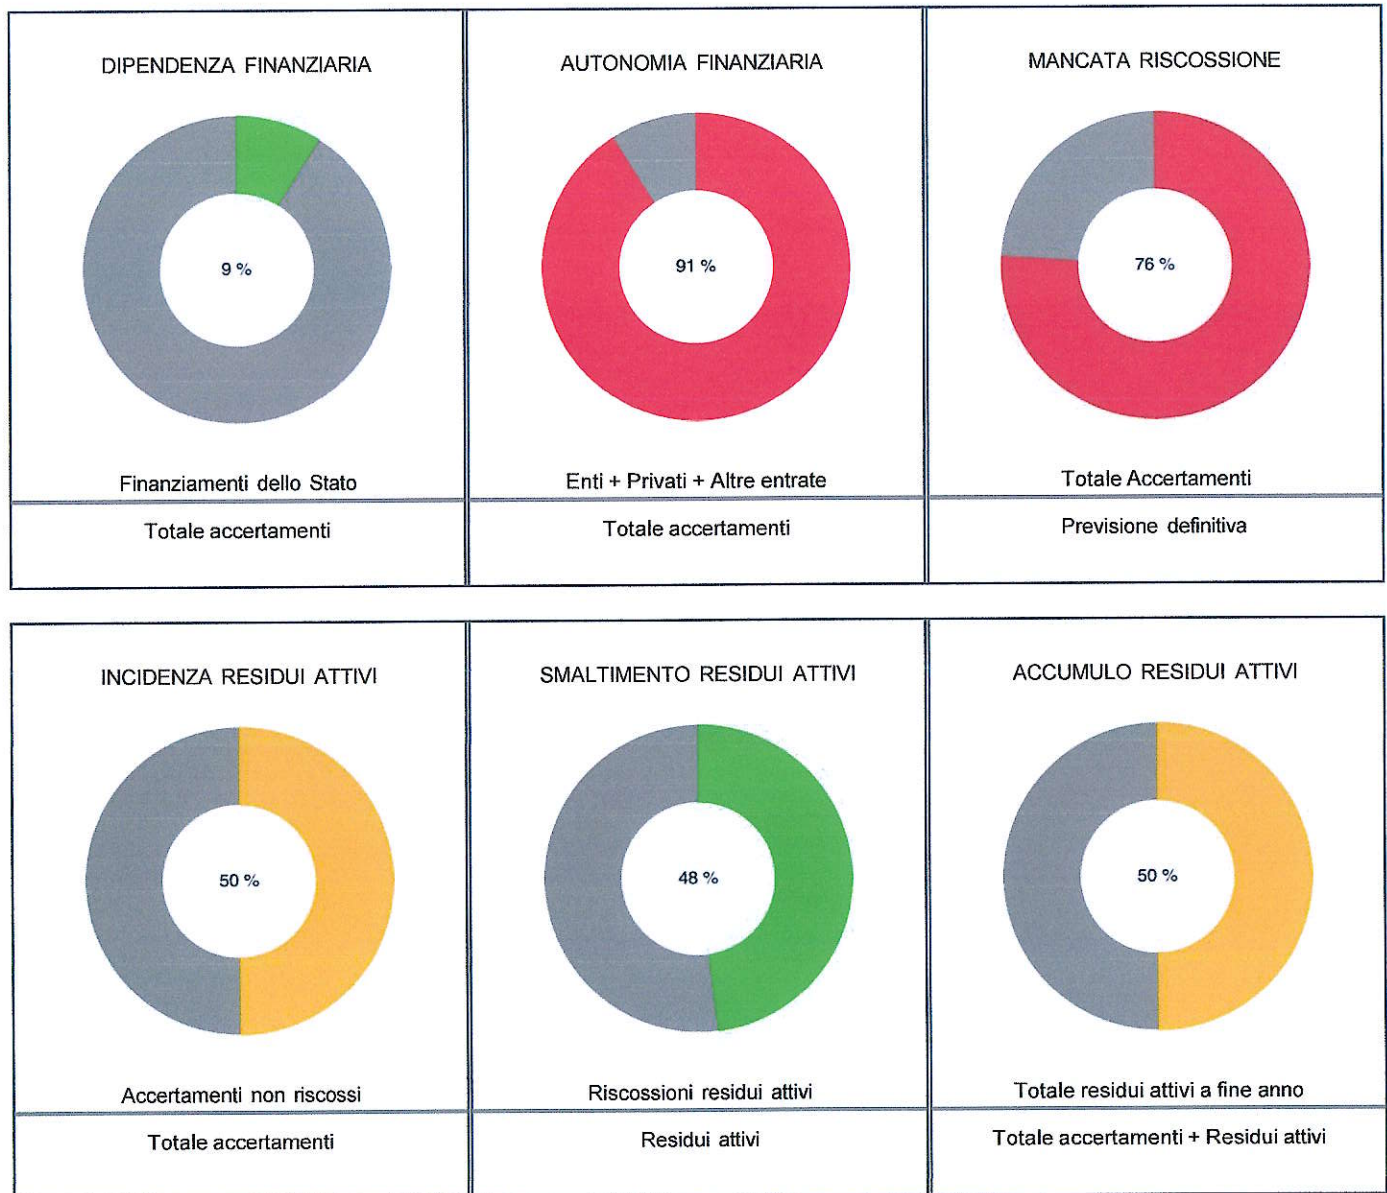 DIPENDENZA FINANZIARIA
9 %
Finanziamenti dello Stato
Totale accertamenti
AUTONOMIA FINANZIARIA
91 %
Enti + Privati + Altre entrate
Totale accertamenti
MANCATA RISCOSSIONE
76 %
Totale Accertamenti
Previsione definitiva
INCIDENZA RESIDUI ATTIVI
50 %
Accertamenti non riscossi
Totale accertamenti
SMALTIMENTO RESIDUI ATTIVI
48 %
Riscossioni residui attivi
Residui attivi
ACCUMULO RESIDUI ATTIVI
50 %
Totale residui attivi a fine anno
Totale accertamenti + Residui attivi